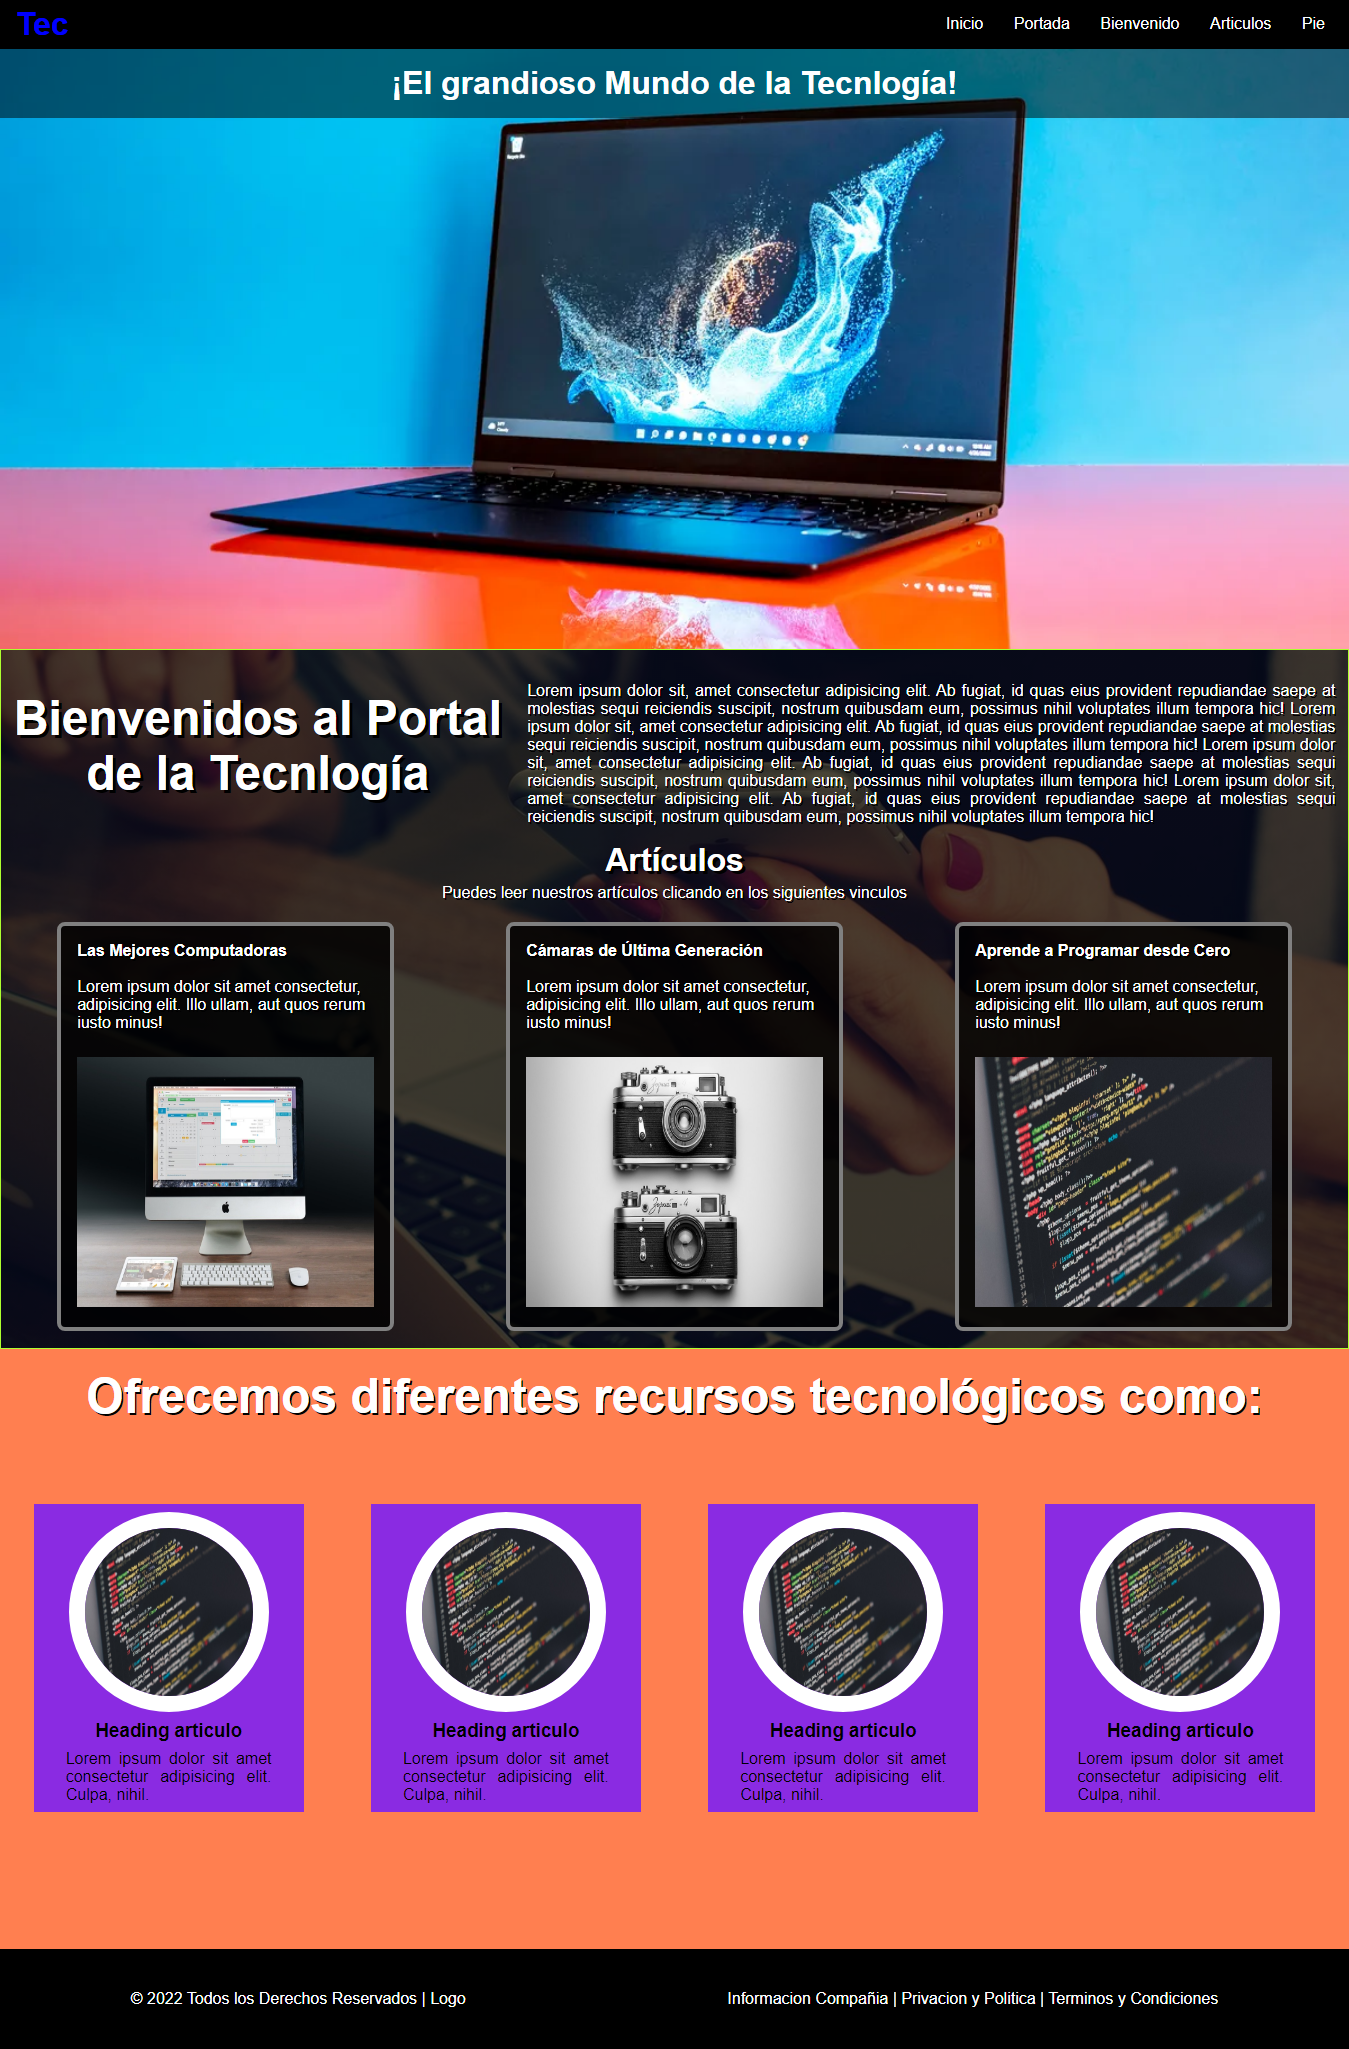 Tec
Inicio Portada Bienvenido Articulos Pie
¡El grandioso Mundo de la Tecnlogía!
Bienvenidos al Portal
de la Tecnlogía
Lorem ipsum dolor sit, amet consectetur adipisicing elit. Ab fugiat, id quas eius provident repudiandae saepe at
molestias sequi reiciendis suscipit, nostrum quibusdam eum, possimus nihil voluptates illum tempora hic! Lorem
ipsum dolor sit, amet consectetur adipisicing elit. Ab fugiat, id quas eius provident repudiandae saepe at molestias
sequi reiciendis suscipit, nostrum quibusdam eum, possimus nihil voluptates illum tempora hic! Lorem ipsum dolor
sit, amet consectetur adipisicing elit. Ab fugiat, id quas eius provident repudiandae saepe at molestias sequi
reiciendis suscipit, nostrum quibusdam eum, possimus nihil voluptates illum tempora hic! Lorem ipsum dolor sit,
amet consectetur adipisicing elit. Ab fugiat, id quas eius provident repudiandae saepe at molestias sequi
reiciendis suscipit, nostrum quibusdam eum, possimus nihil voluptates illum tempora hic!
Artículos
Puedes leer nuestros artículos clicando en los siguientes vinculos
Las Mejores Computadoras
Lorem ipsum dolor sit amet consectetur,
adipisicing elit. Illo ullam, aut quos rerum
iusto minus!
Cámaras de Última Generación
Lorem ipsum dolor sit amet consectetur,
adipisicing elit. Illo ullam, aut quos rerum
iusto minus!
Aprende a Programar desde Cero
Lorem ipsum dolor sit amet consectetur,
adipisicing elit. Illo ullam, aut quos rerum
iusto minus!
Ofrecemos diferentes recursos tecnológicos como:
Heading articulo
Lorem ipsum dolor sit amet
consectetur adipisicing elit.
Culpa, nihil.
Heading articulo
Lorem ipsum dolor sit amet
consectetur adipisicing elit.
Culpa, nihil.
Heading articulo
Lorem ipsum dolor sit amet
consectetur adipisicing elit.
Culpa, nihil.
Heading articulo
Lorem ipsum dolor sit amet
consectetur adipisicing elit.
Culpa, nihil.
© 2022 Todos los Derechos Reservados | Logo
Informacion Compañia | Privacion y Politica | Terminos y Condiciones